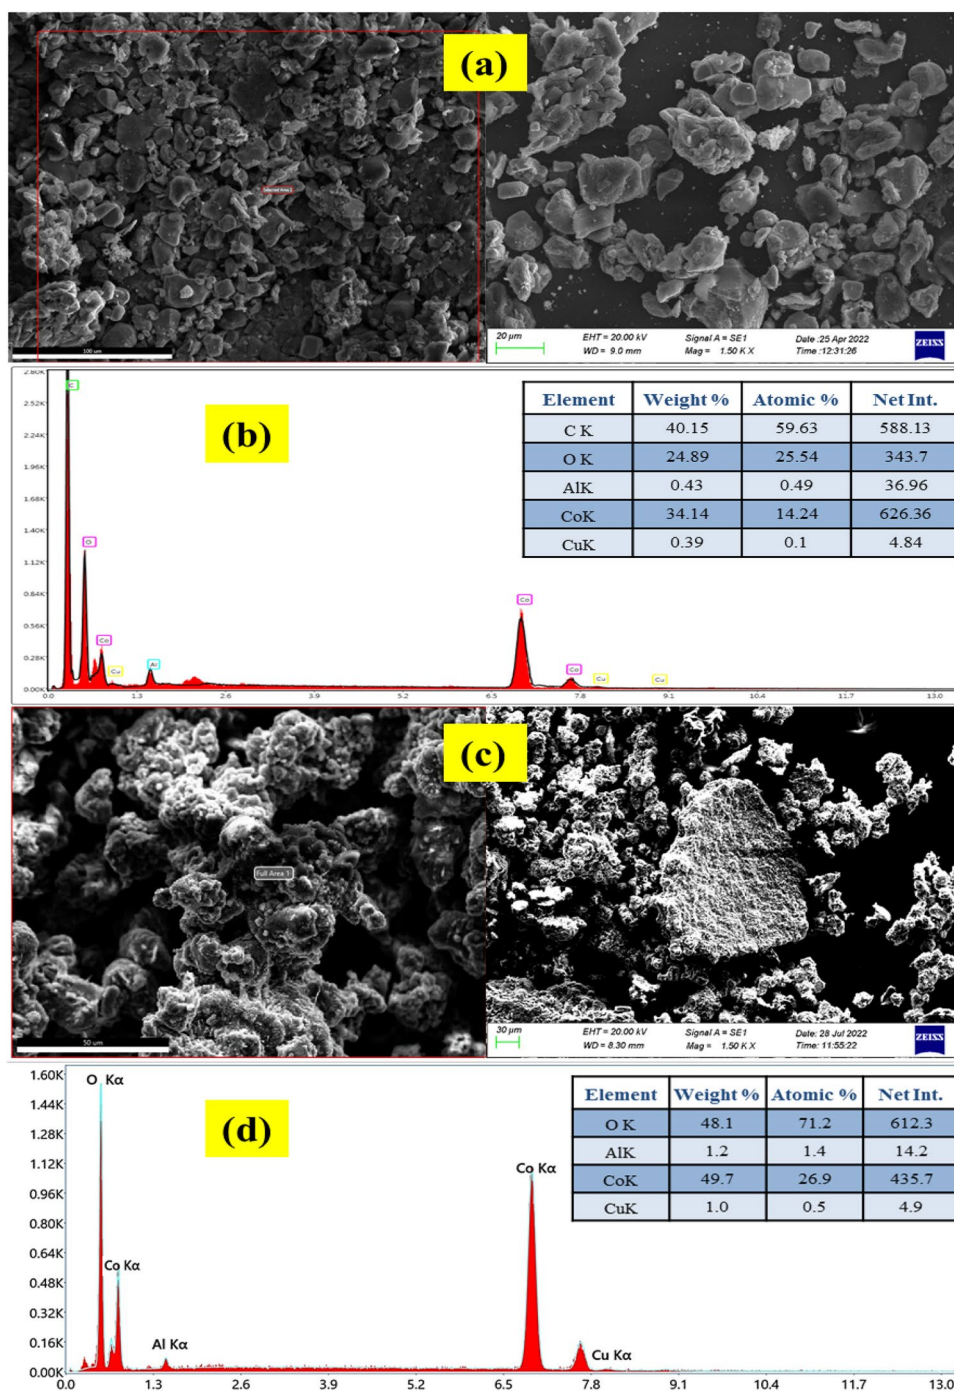 (a)
Selected Area 1
100 µm
20 µm
EHT = 20.00 kV
Signal A = SE1
Date :25 Apr 2022
WD = 9.0 mm
Mag = 1.50 K X
Time :12:31:26
ZEISS
(b)
2.80K
2.52K
2.24K
1.96K
1.68K
1.40K
1.12K
0.84K
0.56K
0.28K
0.00K
C
O
Co
Cu
Al
Co
Co
Cu
Cu
0.0 1.3 2.6 3.9 5.2 6.5 7.8 9.1 10.4 11.7 13.0
Element Weight % Atomic % Net Int.
C K 40.15 59.63 588.13
O K 24.89 25.54 343.7
AlK 0.43 0.49 36.96
CoK 34.14 14.24 626.36
CuK 0.39 0.1 4.84
(c)
Full Area 1
50 µm
30 µm
EHT = 20.00 kV
Signal A = SE1
Date: 28 Jul 2022
WD = 8.30 mm
Mag = 1.50 K X
Time: 11:55:22
ZEISS
(d)
1.60K
1.44K
1.28K
1.12K
0.96K
0.80K
0.64K
0.48K
0.32K
0.16K
0.00K
O Kα
Co Kα
Al Kα
Co Kα
Cu Kα
0.0 1.3 2.6 3.9 5.2 6.5 7.8 9.1 10.4 11.7 13.0
Element Weight % Atomic % Net Int.
O K 48.1 71.2 612.3
AlK 1.2 1.4 14.2
CoK 49.7 26.9 435.7
CuK 1.0 0.5 4.9